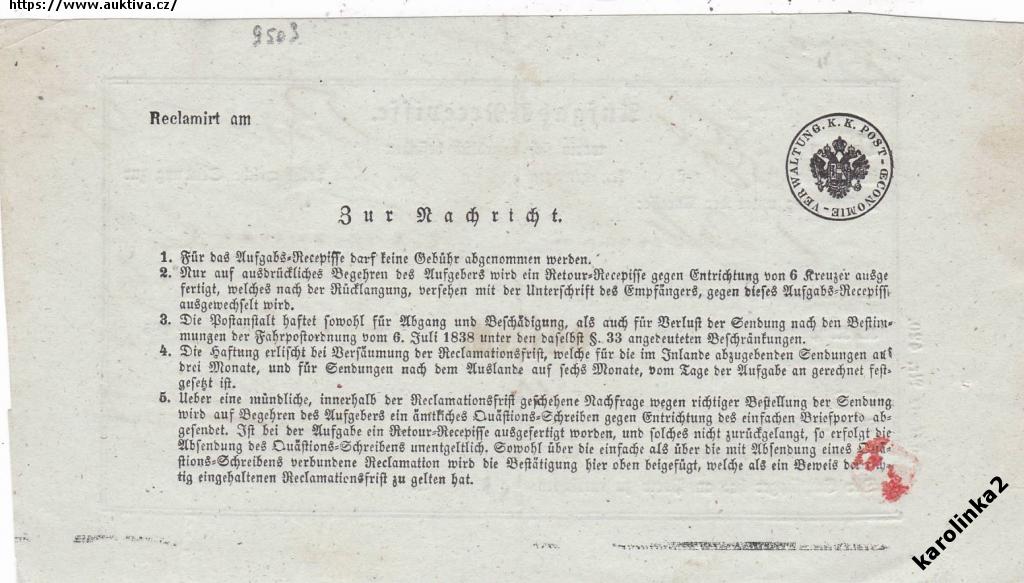 https://www.auktiva.cz/
9503
Reclamirt am
VERWALTUNG. K. K. POST-ŒCONOMIE-
Zur Nachricht.
1. Für das Aufgabs-Recepisse darf keine Gebühr abgenommen werden.
2. Nur auf ausdrückliches Begehren des Aufgebers wird ein Retour-Recepisse gegen Entrichtung von 6 Kreuzer ausge
fertigt, welches nach der Rücklangung, versehen mit der Unterschrift des Empfängers, gegen dieses Aufgabs-Recepiss
ausgewechselt wird.
3. Die Postanstalt haftet sowohl für Abgang und Beschädigung, als auch für Verlust der Sendung nach den Bestim-
mungen der Fahrpostordnung vom 6. Juli 1838 unter den daselbst §. 33 angedeuteten Beschränkungen.
4. Die Haftung erlischt bei Versäumung der Reclamationsfrist, welche für die im Inlande abzugebenden Sendungen auf
drei Monate, und für Sendungen nach dem Auslande auf sechs Monate, vom Tage der Aufgabe an gerechnet fest-
gesetzt ist.
5. Ueber eine mündliche, innerhalb der Reclamationsfrist geschehene Nachfrage wegen richtiger Bestellung der Sendung
wird auf Begehren des Aufgebers ein ämtliches Quästions-Schreiben gegen Entrichtung des einfachen Briefporto ab-
gesendet. Ist bei der Aufgabe ein Retour-Recepisse ausgefertigt worden, und solches nicht zurückgelangt, so erfolgt die
Absendung des Quästions-Schreibens unentgeltlich. Sowohl über die einfache als über die mit Absendung eines Quä-
stions-Schreibens verbundene Reclamation wird die Bestätigung hier oben beigefügt, welche als ein Beweis der
tig eingehaltenen Reclamationsfrist zu gelten hat.
karolinka2